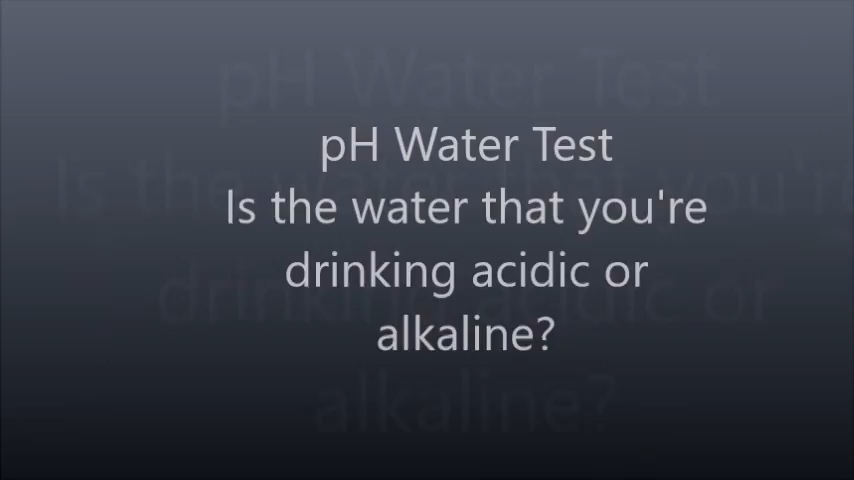 pH Water Test
Is the water that you're
drinking acidic or
alkaline?